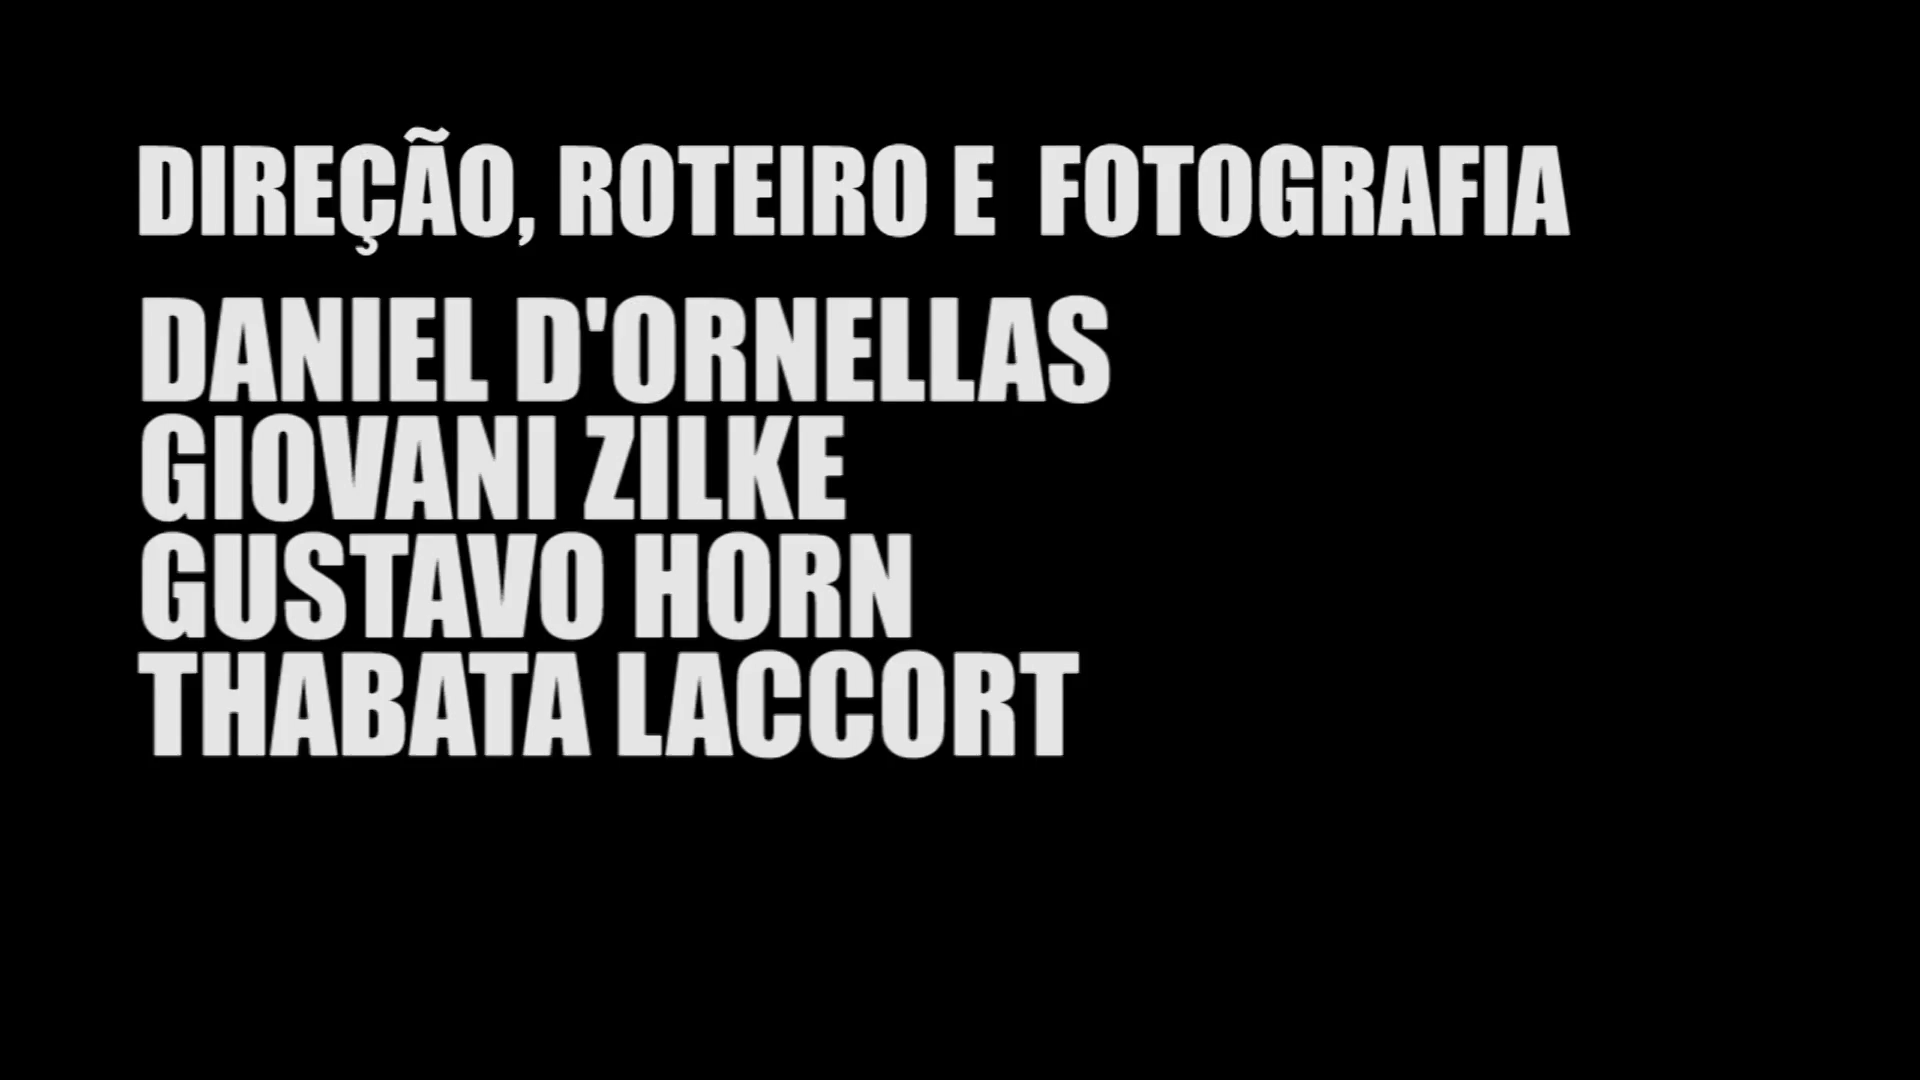 DIREÇÃO, ROTEIRO E FOTOGRAFIA
DANIEL D'ORNELLAS
GIOVANI ZILKE
GUSTAVO HORN
THABATA LACCORT